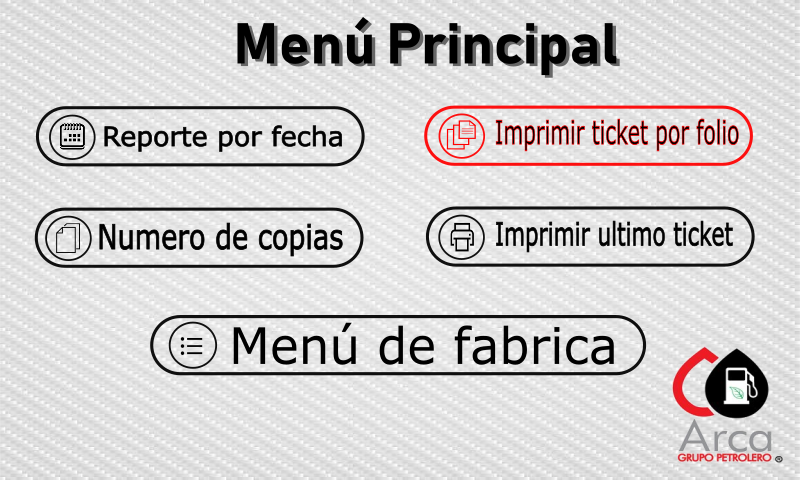 Menú Principal
Reporte por fecha
Imprimir ticket por folio
Numero de copias
Imprimir ultimo ticket
Menú de fabrica
Arca
GRUPO PETROLERO ®